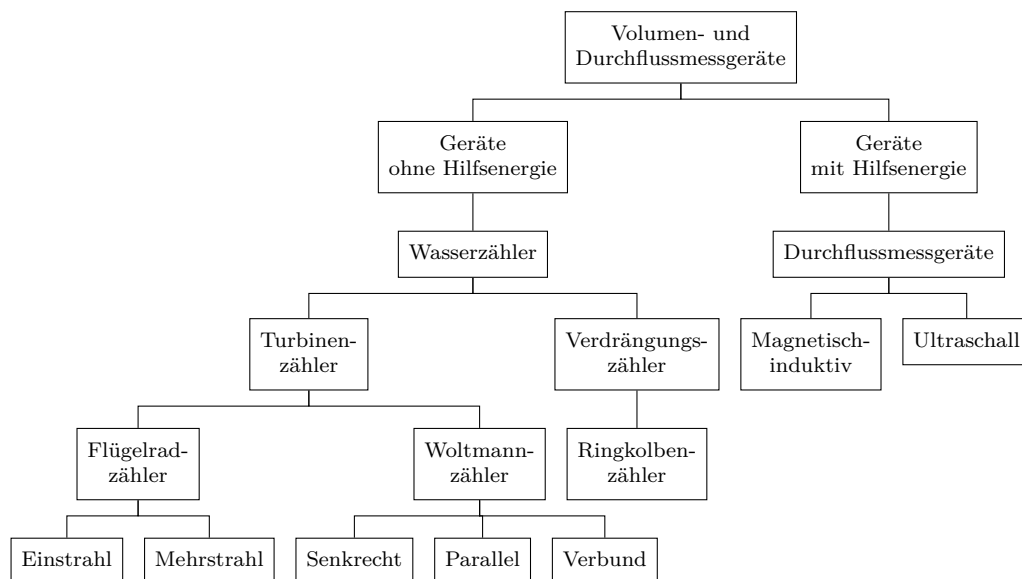 Volumen- und
Durchflussmessgeräte
Geräte
ohne Hilfsenergie
Geräte
mit Hilfsenergie
Wasserzähler
Durchflussmessgeräte
Turbinen-
zähler
Verdrängungs-
zähler
Magnetisch-
induktiv
Ultraschall
Flügelrad-
zähler
Woltmann-
zähler
Ringkolben-
zähler
Einstrahl
Mehrstrahl
Senkrecht
Parallel
Verbund